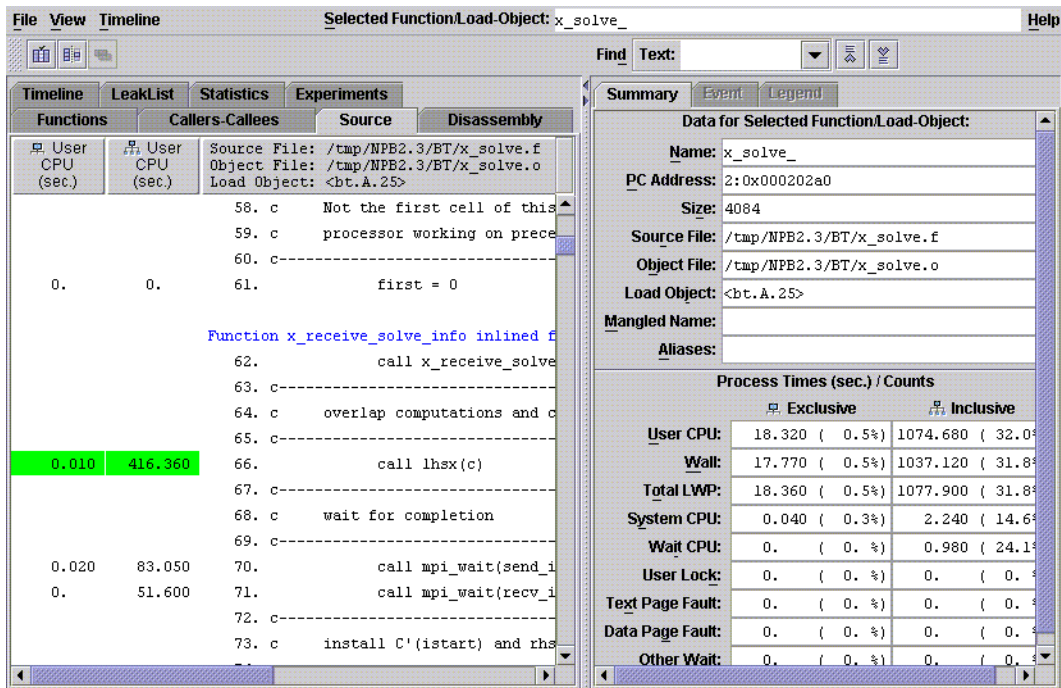 File View Timeline Selected Function/Load-Object: x_solve_ Help
Find Text:
Timeline LeakList Statistics Experiments
Functions Callers-Callees Source Disassembly
User CPU (sec.) User CPU (sec.)
Source File: /tmp/NPB2.3/BT/x_solve.f
Object File: /tmp/NPB2.3/BT/x_solve.o
Load Object: <bt.A.25>
58. c Not the first cell of this
59. c processor working on prece
60. c-------------------------------
0. 0. 61. first = 0
Function x_receive_solve_info inlined f
62. call x_receive_solve
63. c-------------------------------
64. c overlap computations and c
65. c-------------------------------
0.010 416.360 66. call lhsx(c)
67. c-------------------------------
68. c wait for completion
69. c-------------------------------
0.020 83.050 70. call mpi_wait(send_i
0. 51.600 71. call mpi_wait(recv_i
72. c-------------------------------
73. c install C'(istart) and rhs
Summary Event Legend
Data for Selected Function/Load-Object:
Name: x_solve_
PC Address: 2:0x000202a0
Size: 4084
Source File: /tmp/NPB2.3/BT/x_solve.f
Object File: /tmp/NPB2.3/BT/x_solve.o
Load Object: <bt.A.25>
Mangled Name:
Aliases:
Process Times (sec.) / Counts
Exclusive Inclusive
User CPU: 18.320 ( 0.5%) 1074.680 ( 32.0%
Wall: 17.770 ( 0.5%) 1037.120 ( 31.8%
Total LWP: 18.360 ( 0.5%) 1077.900 ( 31.8%
System CPU: 0.040 ( 0.3%) 2.240 ( 14.6%
Wait CPU: 0. ( 0. %) 0.980 ( 24.1%
User Lock: 0. ( 0. %) 0. ( 0. %
Text Page Fault: 0. ( 0. %) 0. ( 0. %
Data Page Fault: 0. ( 0. %) 0. ( 0. %
Other Wait: 0. ( 0. %) 0. ( 0. %